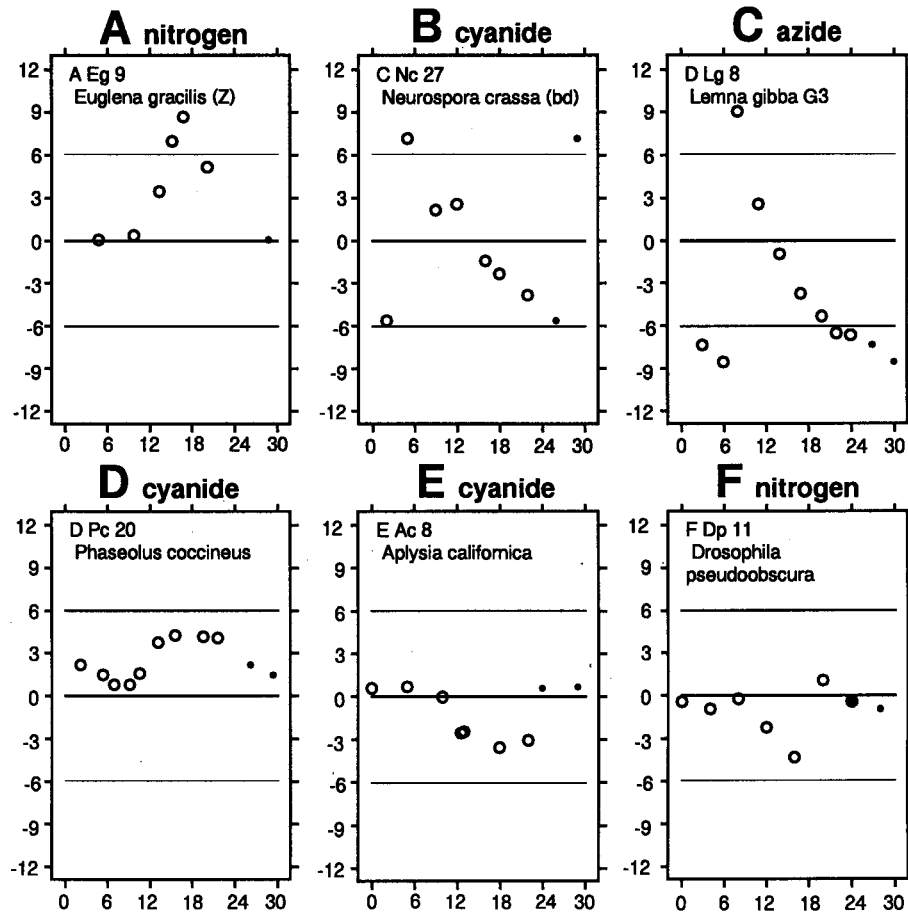 A nitrogen
B cyanide
C azide
A Eg 9
Euglena gracilis (Z)
C Nc 27
Neurospora crassa (bd)
D Lg 8
Lemna gibba G3
12
9
6
3
0
-3
-6
-9
-12
12
9
6
3
0
-3
-6
-9
-12
12
9
6
3
0
-3
-6
-9
-12
0 6 12 18 24 30
0 6 12 18 24 30
0 6 12 18 24 30
D cyanide
E cyanide
F nitrogen
D Pc 20
Phaseolus coccineus
E Ac 8
Aplysia californica
F Dp 11
Drosophila
pseudoobscura
12
9
6
3
0
-3
-6
-9
-12
12
9
6
3
0
-3
-6
-9
-12
12
9
6
3
0
-3
-6
-9
-12
0 6 12 18 24 30
0 6 12 18 24 30
0 6 12 18 24 30